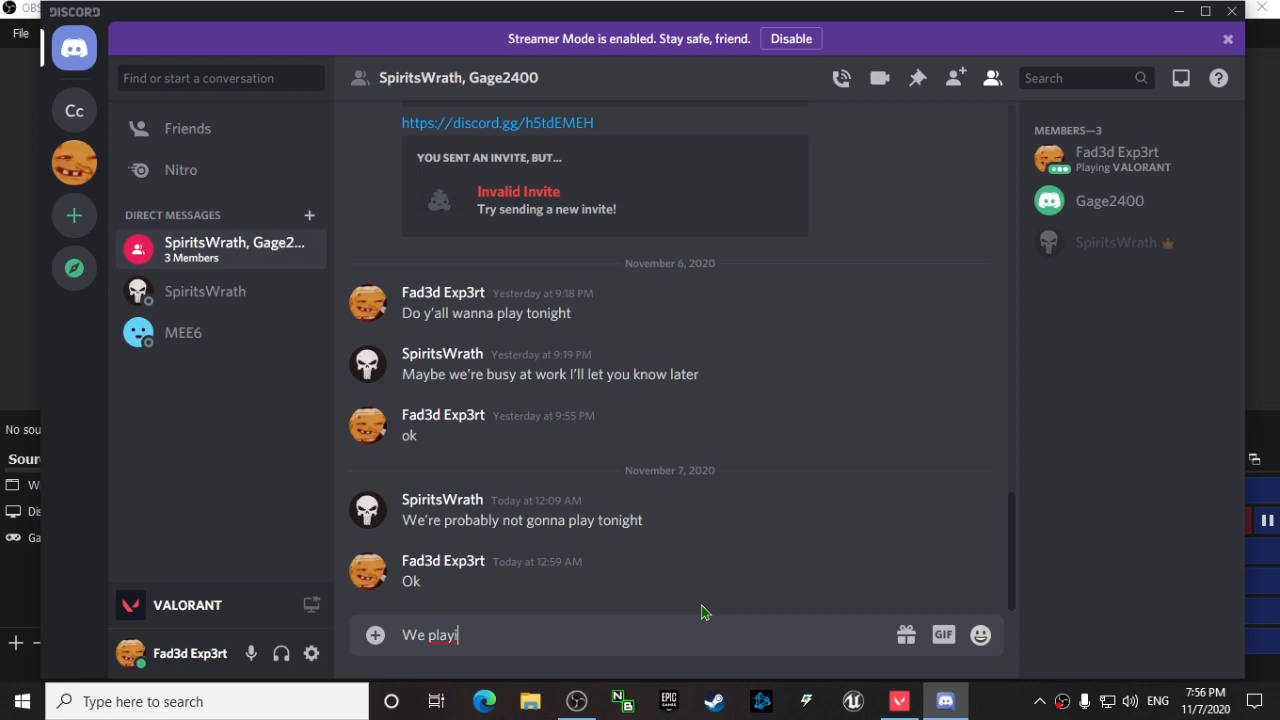 OBS
DISCORD
File
Streamer Mode is enabled. Stay safe, friend.
Disable
Find or start a conversation
SpiritsWrath, Gage2400
Search
Cc
Friends
Nitro
DIRECT MESSAGES
SpiritsWrath, Gage2...
3 Members
SpiritsWrath
MEE6
https://discord.gg/h5tdEMEH
YOU SENT AN INVITE, BUT...
Invalid Invite
Try sending a new invite!
November 6, 2020
Fad3d Exp3rt Yesterday at 9:18 PM
Do y'all wanna play tonight
SpiritsWrath Yesterday at 9:19 PM
Maybe we're busy at work I'll let you know later
Fad3d Exp3rt Yesterday at 9:55 PM
ok
November 7, 2020
SpiritsWrath Today at 12:09 AM
We're probably not gonna play tonight
Fad3d Exp3rt Today at 12:59 AM
Ok
We playi
GIF
MEMBERS—3
Fad3d Exp3rt
Playing VALORANT
Gage2400
SpiritsWrath
No sou
Sour
W
Dis
Ga
VALORANT
Fad3d Exp3rt
Type here to search
ENG
7:56 PM
11/7/2020